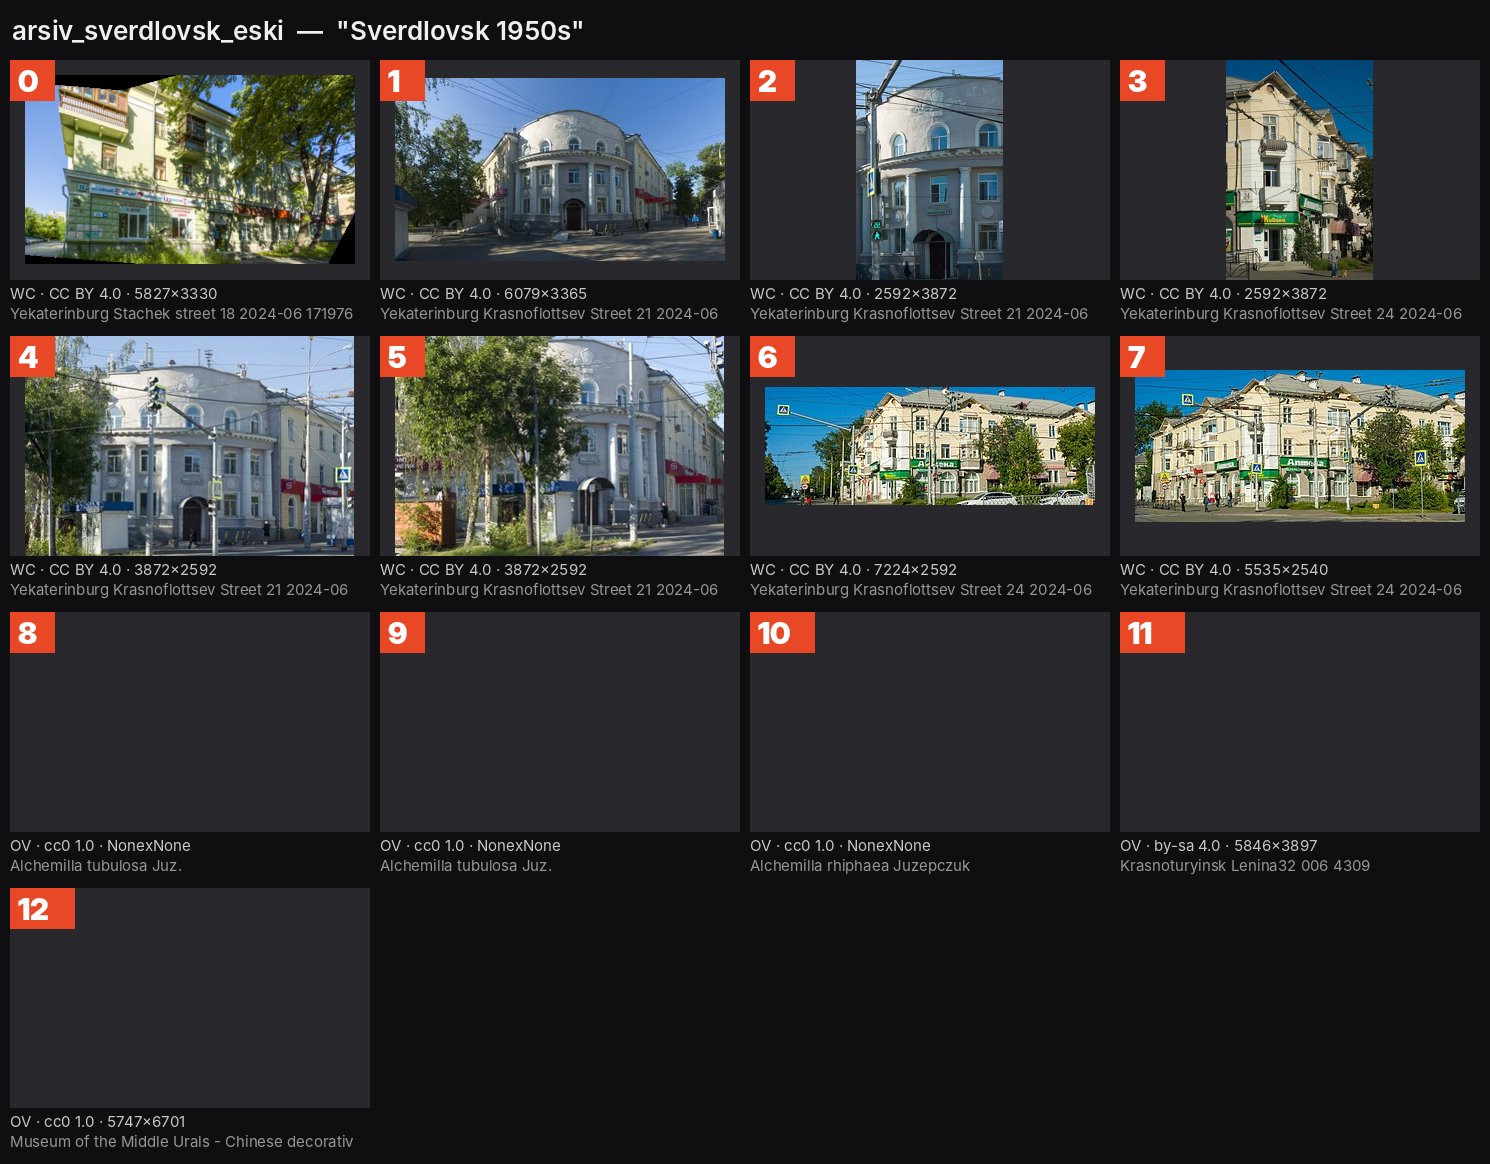 arsiv_sverdlovsk_eski — "Sverdlovsk 1950s"
0
1
2
3
WC · CC BY 4.0 · 5827×3330
Yekaterinburg Stachek street 18 2024-06 171976
WC · CC BY 4.0 · 6079×3365
Yekaterinburg Krasnoflottsev Street 21 2024-06
WC · CC BY 4.0 · 2592×3872
Yekaterinburg Krasnoflottsev Street 21 2024-06
WC · CC BY 4.0 · 2592×3872
Yekaterinburg Krasnoflottsev Street 24 2024-06
4
5
6
7
Аптека
Аптека
WC · CC BY 4.0 · 3872×2592
Yekaterinburg Krasnoflottsev Street 21 2024-06
WC · CC BY 4.0 · 3872×2592
Yekaterinburg Krasnoflottsev Street 21 2024-06
WC · CC BY 4.0 · 7224×2592
Yekaterinburg Krasnoflottsev Street 24 2024-06
WC · CC BY 4.0 · 5535×2540
Yekaterinburg Krasnoflottsev Street 24 2024-06
8
9
10
11
OV · cc0 1.0 · NonexNone
Alchemilla tubulosa Juz.
OV · cc0 1.0 · NonexNone
Alchemilla tubulosa Juz.
OV · cc0 1.0 · NonexNone
Alchemilla rhiphaea Juzepczuk
OV · by-sa 4.0 · 5846×3897
Krasnoturyinsk Lenina32 006 4309
12
OV · cc0 1.0 · 5747×6701
Museum of the Middle Urals - Chinese decorativ